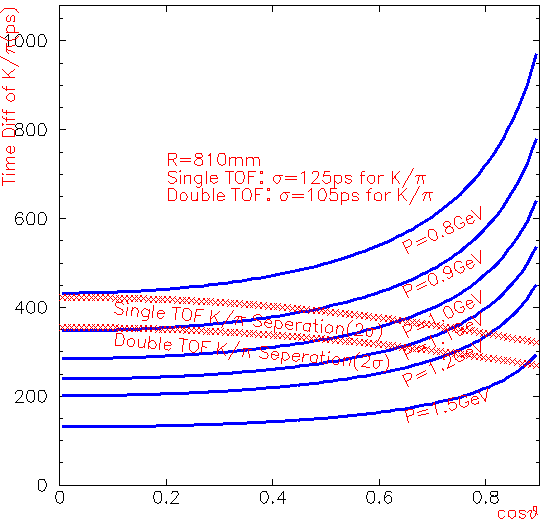 Time Diff of K/π(ps)
1000
800
600
400
200
0
R=810mm
Single TOF: σ=125ps for K/π
Double TOF: σ=105ps for K/π
P=0.8GeV
P=0.9GeV
P=1.0GeV
P=1.1GeV
P=1.2GeV
P=1.5GeV
Single TOF K/π Seperation(2σ)
Double TOF K/π Seperation(2σ)
0
0.2
0.4
0.6
0.8
cosϑ